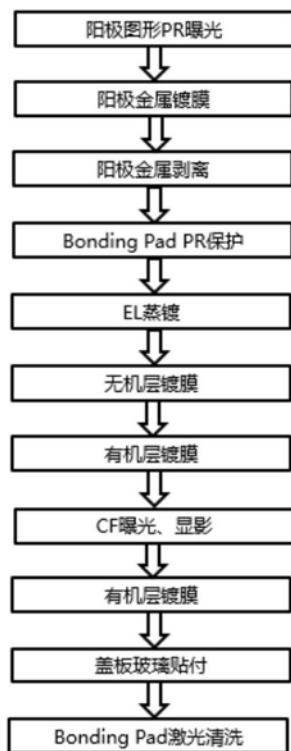 阳极图形PR曝光
阳极金属镀膜
阳极金属剥离
Bonding Pad PR保护
EL蒸镀
无机层镀膜
有机层镀膜
CF曝光、显影
有机层镀膜
盖板玻璃贴付
Bonding Pad激光清洗